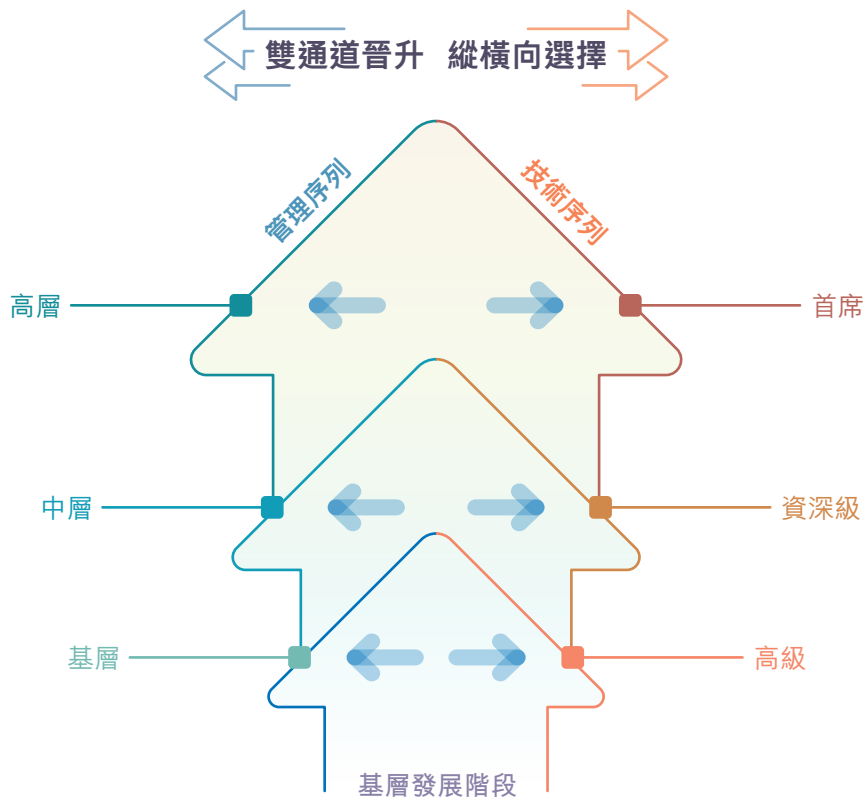 雙通道晉升 縱橫向選擇
管理序列
技術序列
高層
首席
中層
資深級
基層
高級
基層發展階段